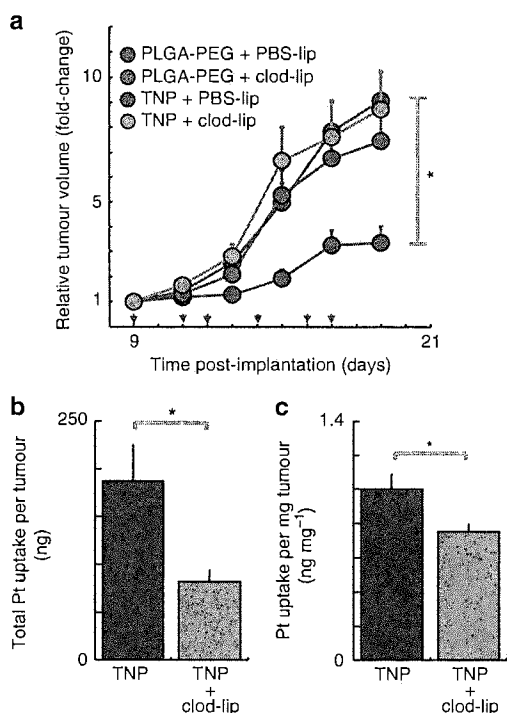 a
Relative tumour volume (fold-change)
10
5
1
PLGA-PEG + PBS-lip
PLGA-PEG + clod-lip
TNP + PBS-lip
TNP + clod-lip
*
9
21
Time post-implantation (days)
b
Total Pt uptake per tumour
(ng)
250
0
*
TNP
TNP
+
clod-lip
c
Pt uptake per mg tumour
(ng mg⁻¹)
1.4
0
*
TNP
TNP
+
clod-lip